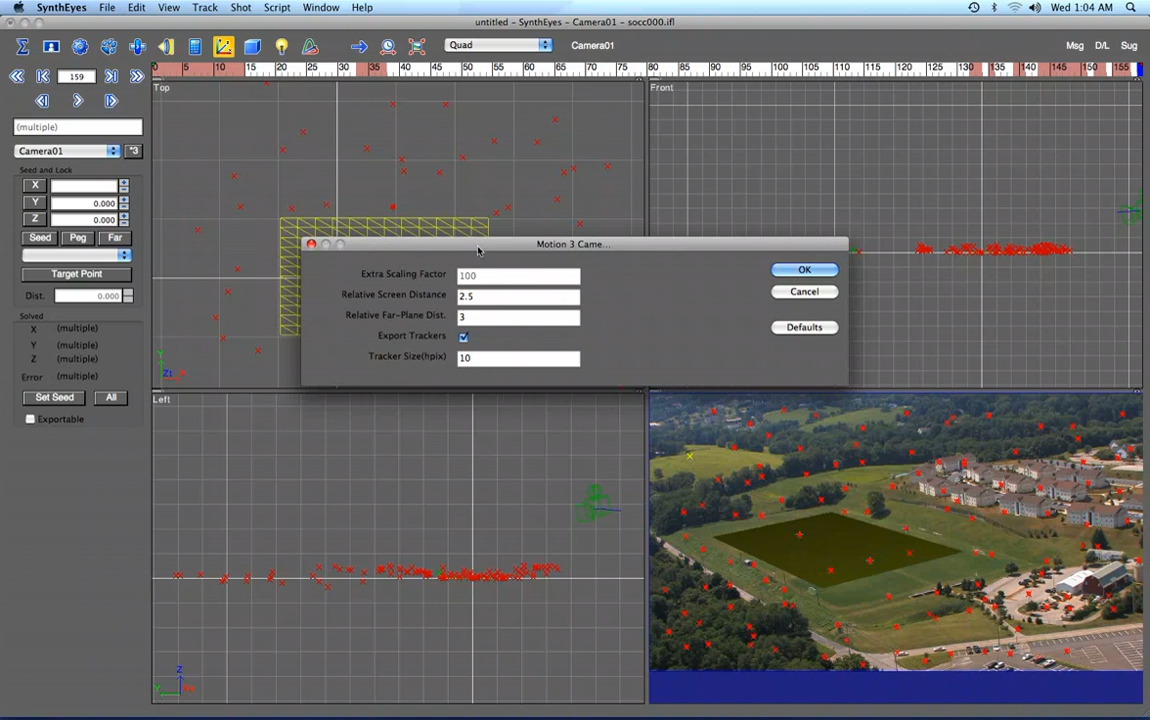 SynthEyes File Edit View Track Shot Script Window Help Wed 1:04 AM
untitled - SynthEyes - Camera01 - socc000.ifl
Quad Camera01 Msg D/L Sug
159
0 5 10 15 20 25 30 35 40 45 50 55 60 65 70 75 80 85 90 95 100 105 110 115 120 125 130 135 140 145 150 155
Top
Front
(multiple)
Camera01 *3
Seed and Lock
X
Y 0.000
Z 0.000
Seed Peg Far
Target Point
Dist. 0.000
Solved
X (multiple)
Y (multiple)
Z (multiple)
Error (multiple)
Set Seed All
Exportable
Motion 3 Came...
Extra Scaling Factor 100 OK
Relative Screen Distance 2.5 Cancel
Relative Far-Plane Dist. 3 Defaults
Export Trackers
Tracker Size(hpix) 10
Left
Z
Y